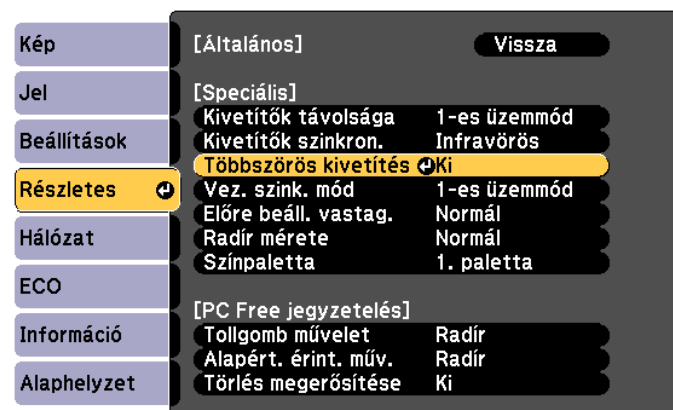 Kép
Jel
Beállítások
Részletes
Hálózat
ECO
Információ
Alaphelyzet
[Általános] Vissza
[Speciális]
Kivetítők távolsága 1-es üzemmód
Kivetítők szinkron. Infravörös
Többszörös kivetítés Ki
Vez. szink. mód 1-es üzemmód
Előre beáll. vastag. Normál
Radír mérete Normál
Színpaletta 1. paletta
[PC Free jegyzetelés]
Tollgomb művelet Radír
Alapért. érint. műv. Radír
Törlés megerősítése Ki